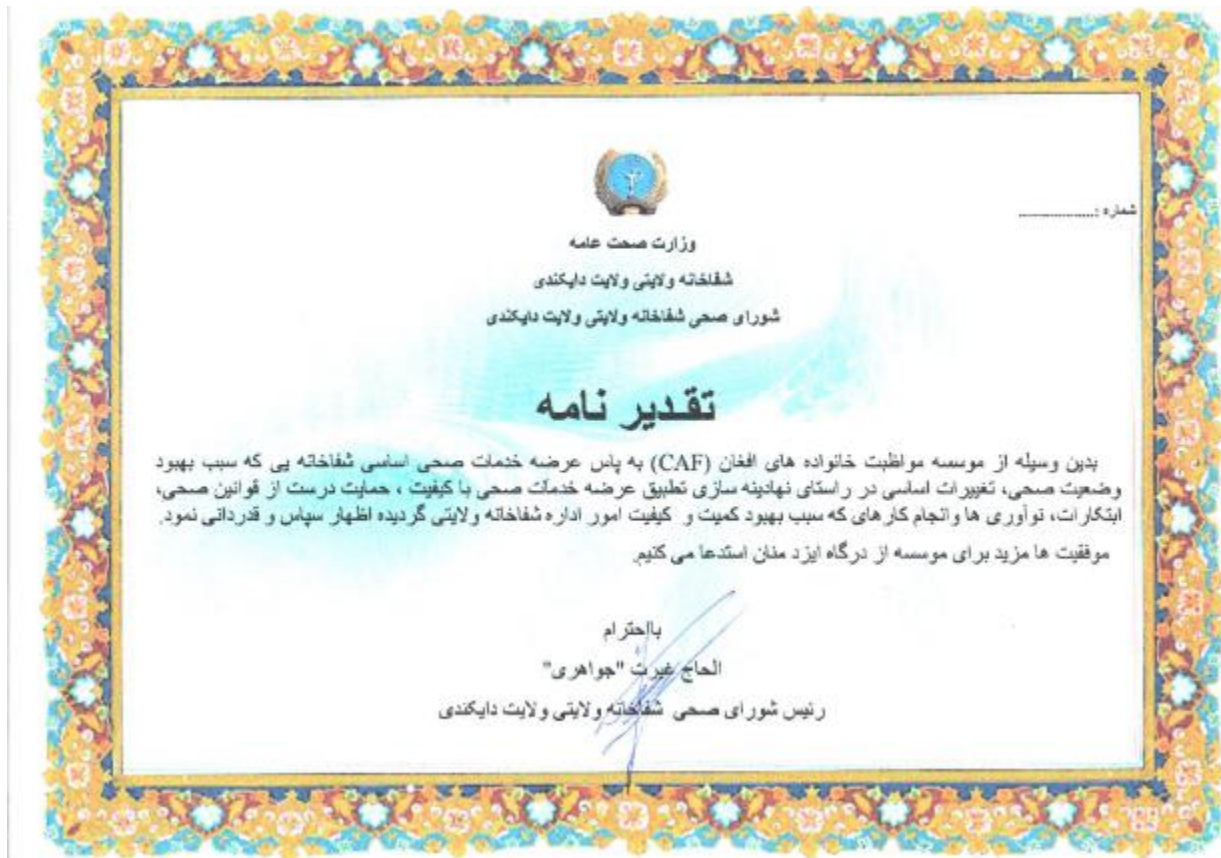 شماره :....................
وزارت صحت عامه
شفاخانه ولایتی ولایت دایکندی
شورای صحی شفاخانه ولایتی ولایت دایکندی
تقدیر نامه
بدین وسیله از موسسه مواظبت خانواده های افغان (CAF) به پاس عرضه خدمات صحی اساسی شفاخانه یی که سبب بهبود
وضعیت صحی، تغییرات اساسی در راستای نهادینه سازی تطبیق عرضه خدمات صحی با کیفیت ، حمایت درست از قوانین صحی،
ابتکارات، نوآوری ها وانجام کارهای که سبب بهبود کمیت و کیفیت امور اداره شفاخانه ولایتی گردیده اظهار سپاس و قدردانی نمود.
موفقیت ها مزید برای موسسه از درگاه ایزد منان استدعا می کنیم.
بااحترام
الحاج غیرت "جواهری"
رئیس شورای صحی شفاخانه ولایتی ولایت دایکندی